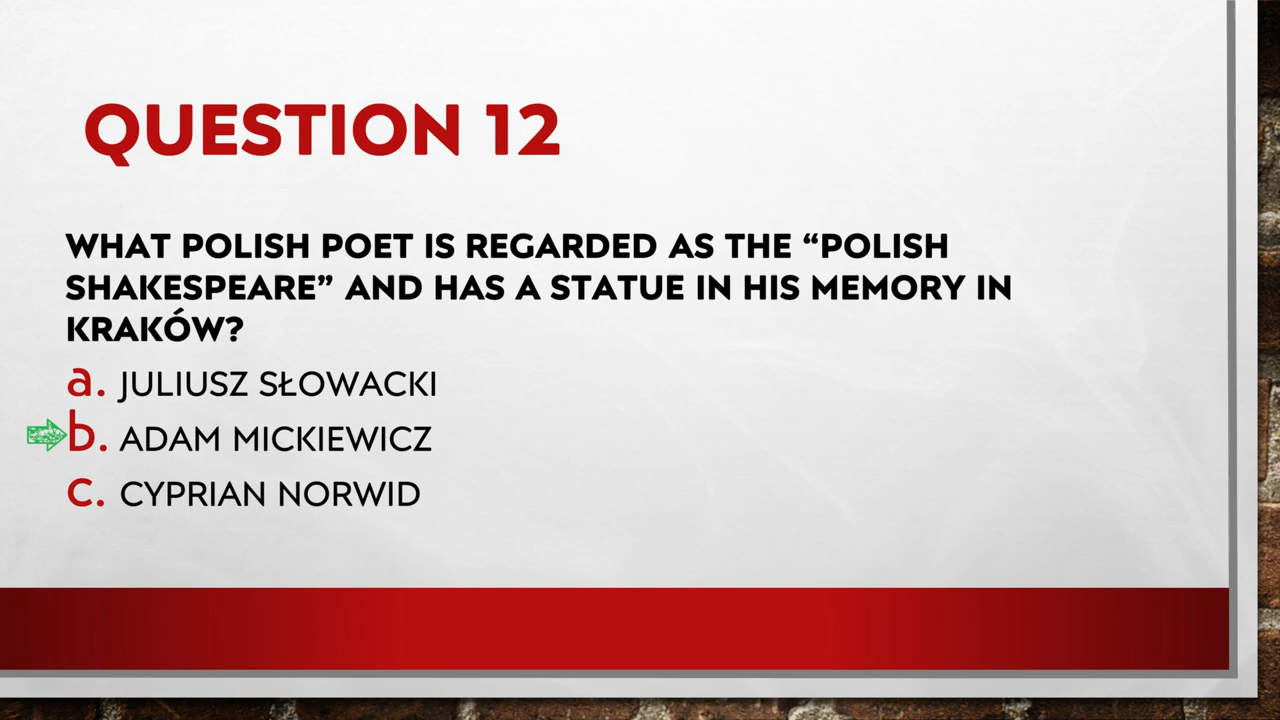 QUESTION 12
WHAT POLISH POET IS REGARDED AS THE “POLISH
SHAKESPEARE” AND HAS A STATUE IN HIS MEMORY IN
KRAKÓW?
a. JULIUSZ SŁOWACKI
b. ADAM MICKIEWICZ
c. CYPRIAN NORWID